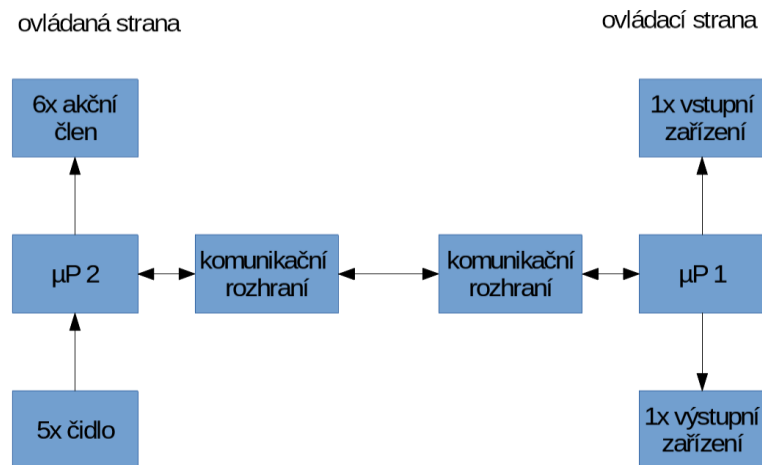 ovládaná strana
ovládací strana
6x akční
člen
1x vstupní
zařízení
µP 2
komunikační
rozhraní
komunikační
rozhraní
µP 1
5x čidlo
1x výstupní
zařízení